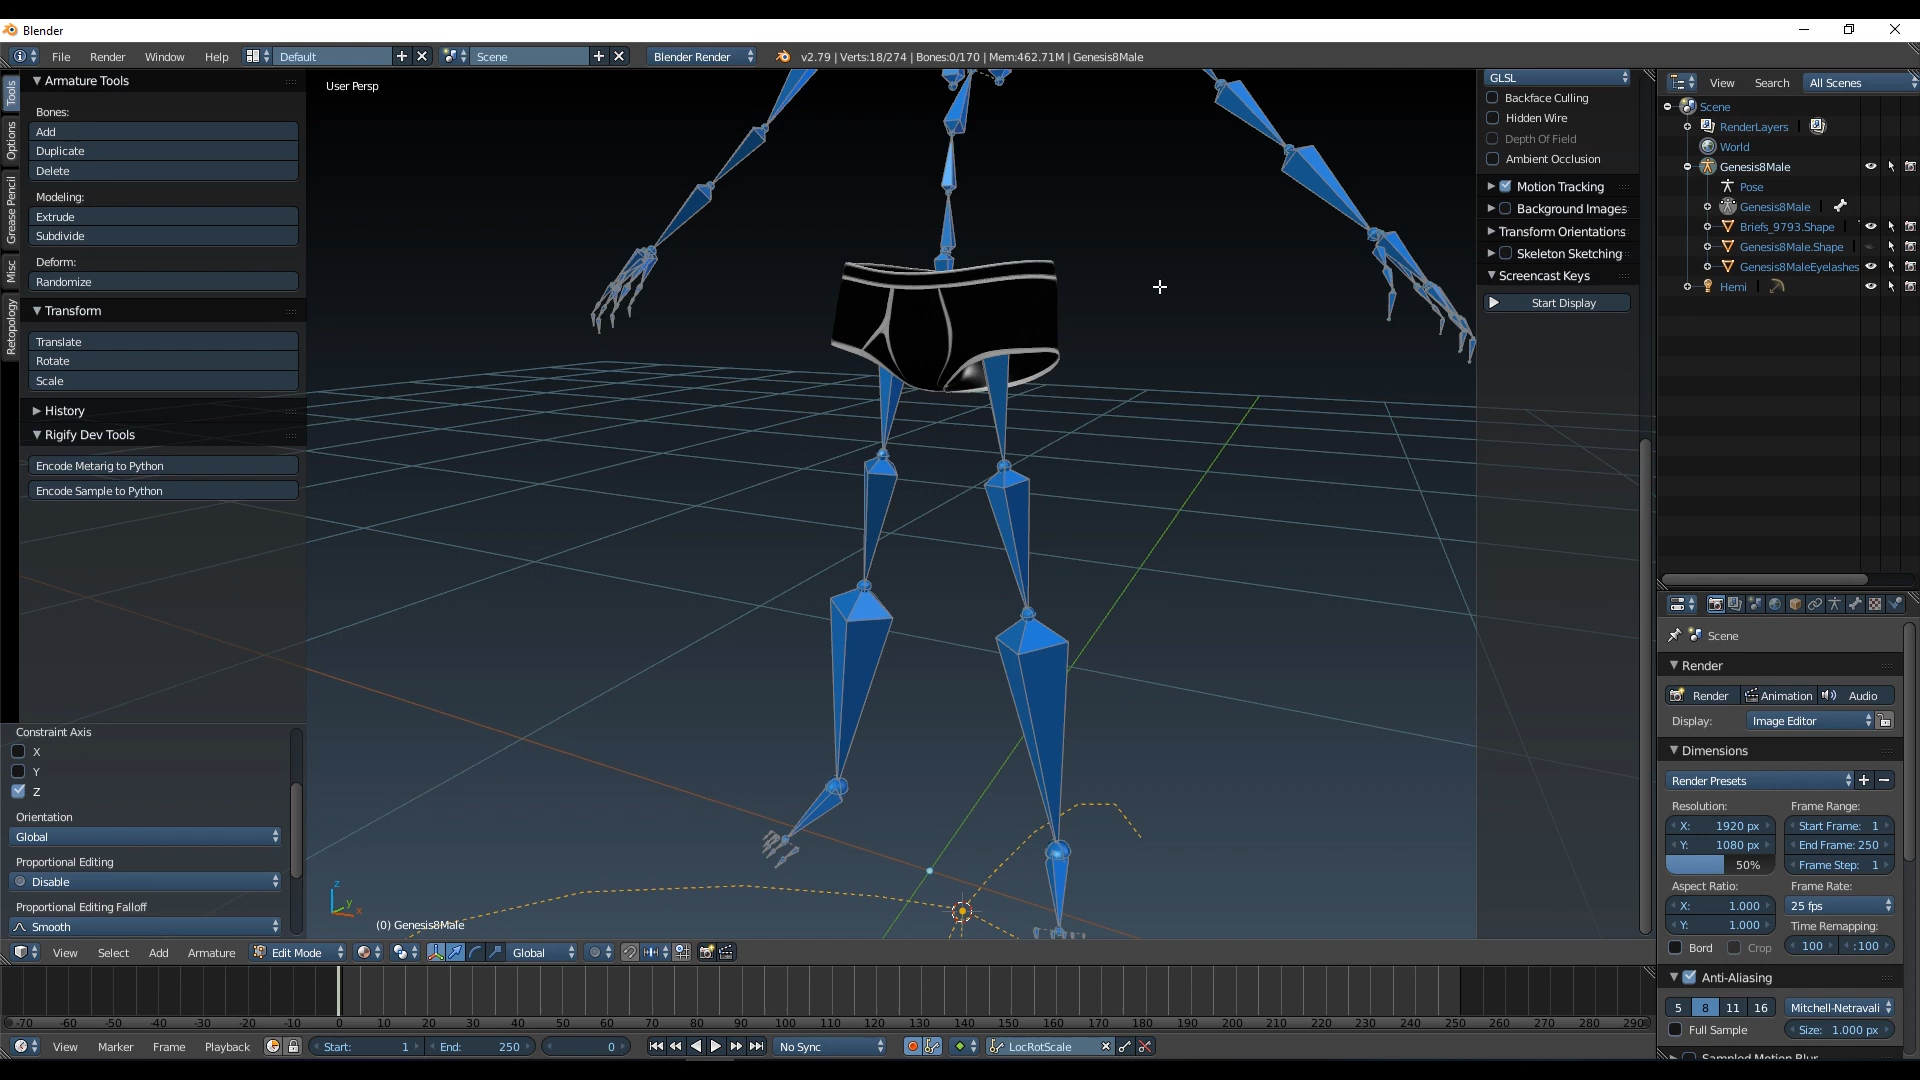 Blender
File Render Window Help Default Scene Blender Render v2.79 | Verts:18/274 | Bones:0/170 | Mem:462.71M | Genesis8Male
Tools
Options
Grease Pencil
Misc
Retopology
Armature Tools
Bones:
Add
Duplicate
Delete
Modeling:
Extrude
Subdivide
Deform:
Randomize
Transform
Translate
Rotate
Scale
History
Rigify Dev Tools
Encode Metarig to Python
Encode Sample to Python
Constraint Axis
X
Y
Z
Orientation
Global
Proportional Editing
Disable
Proportional Editing Falloff
Smooth
User Persp
z
y
x
(0) Genesis8Male
GLSL
Backface Culling
Hidden Wire
Depth Of Field
Ambient Occlusion
Motion Tracking
Background Images
Transform Orientations
Skeleton Sketching
Screencast Keys
Start Display
View Search All Scenes
Scene
RenderLayers
World
Genesis8Male
Pose
Genesis8Male
Briefs_9793.Shape
Genesis8Male.Shape
Genesis8MaleEyelashes
Hemi
Scene
Render
Render Animation Audio
Display: Image Editor
Dimensions
Render Presets
Resolution: Frame Range:
X: 1920 px Start Frame: 1
Y: 1080 px End Frame: 250
50% Frame Step: 1
Aspect Ratio: Frame Rate:
X: 1.000 25 fps
Y: 1.000 Time Remapping:
Bord Crop 100 :100
Anti-Aliasing
5 8 11 16 Mitchell-Netravali
Full Sample Size: 1.000 px
Sampled Motion Blur
View Select Add Armature Edit Mode Global
-70 -60 -50 -40 -30 -20 -10 0 10 20 30 40 50 60 70 80 90 100 110 120 130 140 150 160 170 180 190 200 210 220 230 240 250 260 270 280 290
View Marker Frame Playback Start: 1 End: 250 0 No Sync LocRotScale